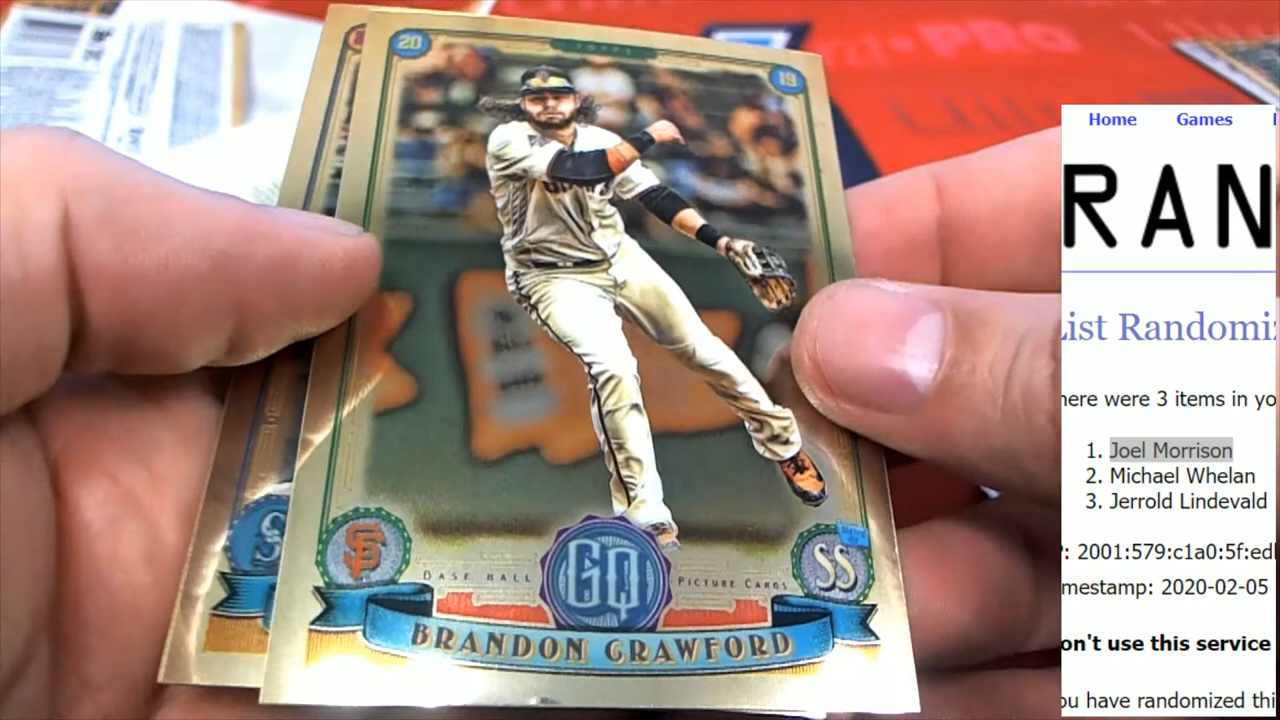 20
TOPPS
19
GIANTS
SF
BASE BALL
GQ
PICTURE CARDS
SS
BRANDON CRAWFORD
PRO
Home Games
RAN
List Randomi
here were 3 items in yo
1. Joel Morrison
2. Michael Whelan
3. Jerrold Lindevald
P: 2001:579:c1a0:5f:ed
mestamp: 2020-02-05
on't use this service
ou have randomized thi